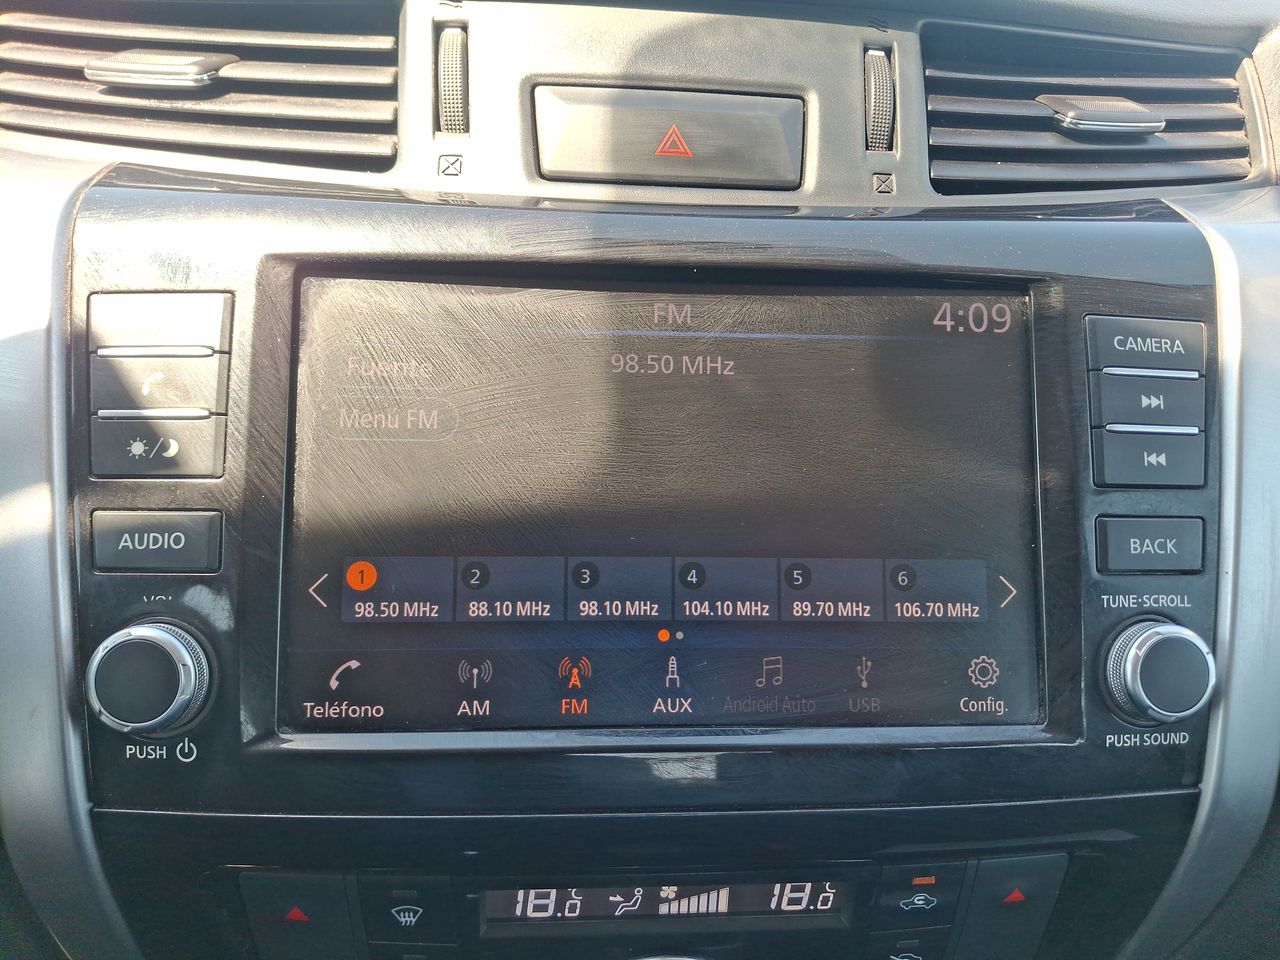 FM
4:09
Fuente
98.50 MHz
Menú FM
CAMERA
AUDIO
BACK
TUNE·SCROLL
1 2 3 4 5 6
98.50 MHz 88.10 MHz 98.10 MHz 104.10 MHz 89.70 MHz 106.70 MHz
Teléfono AM FM AUX Android Auto USB Config.
PUSH
PUSH SOUND
18.0°C 18.0°C